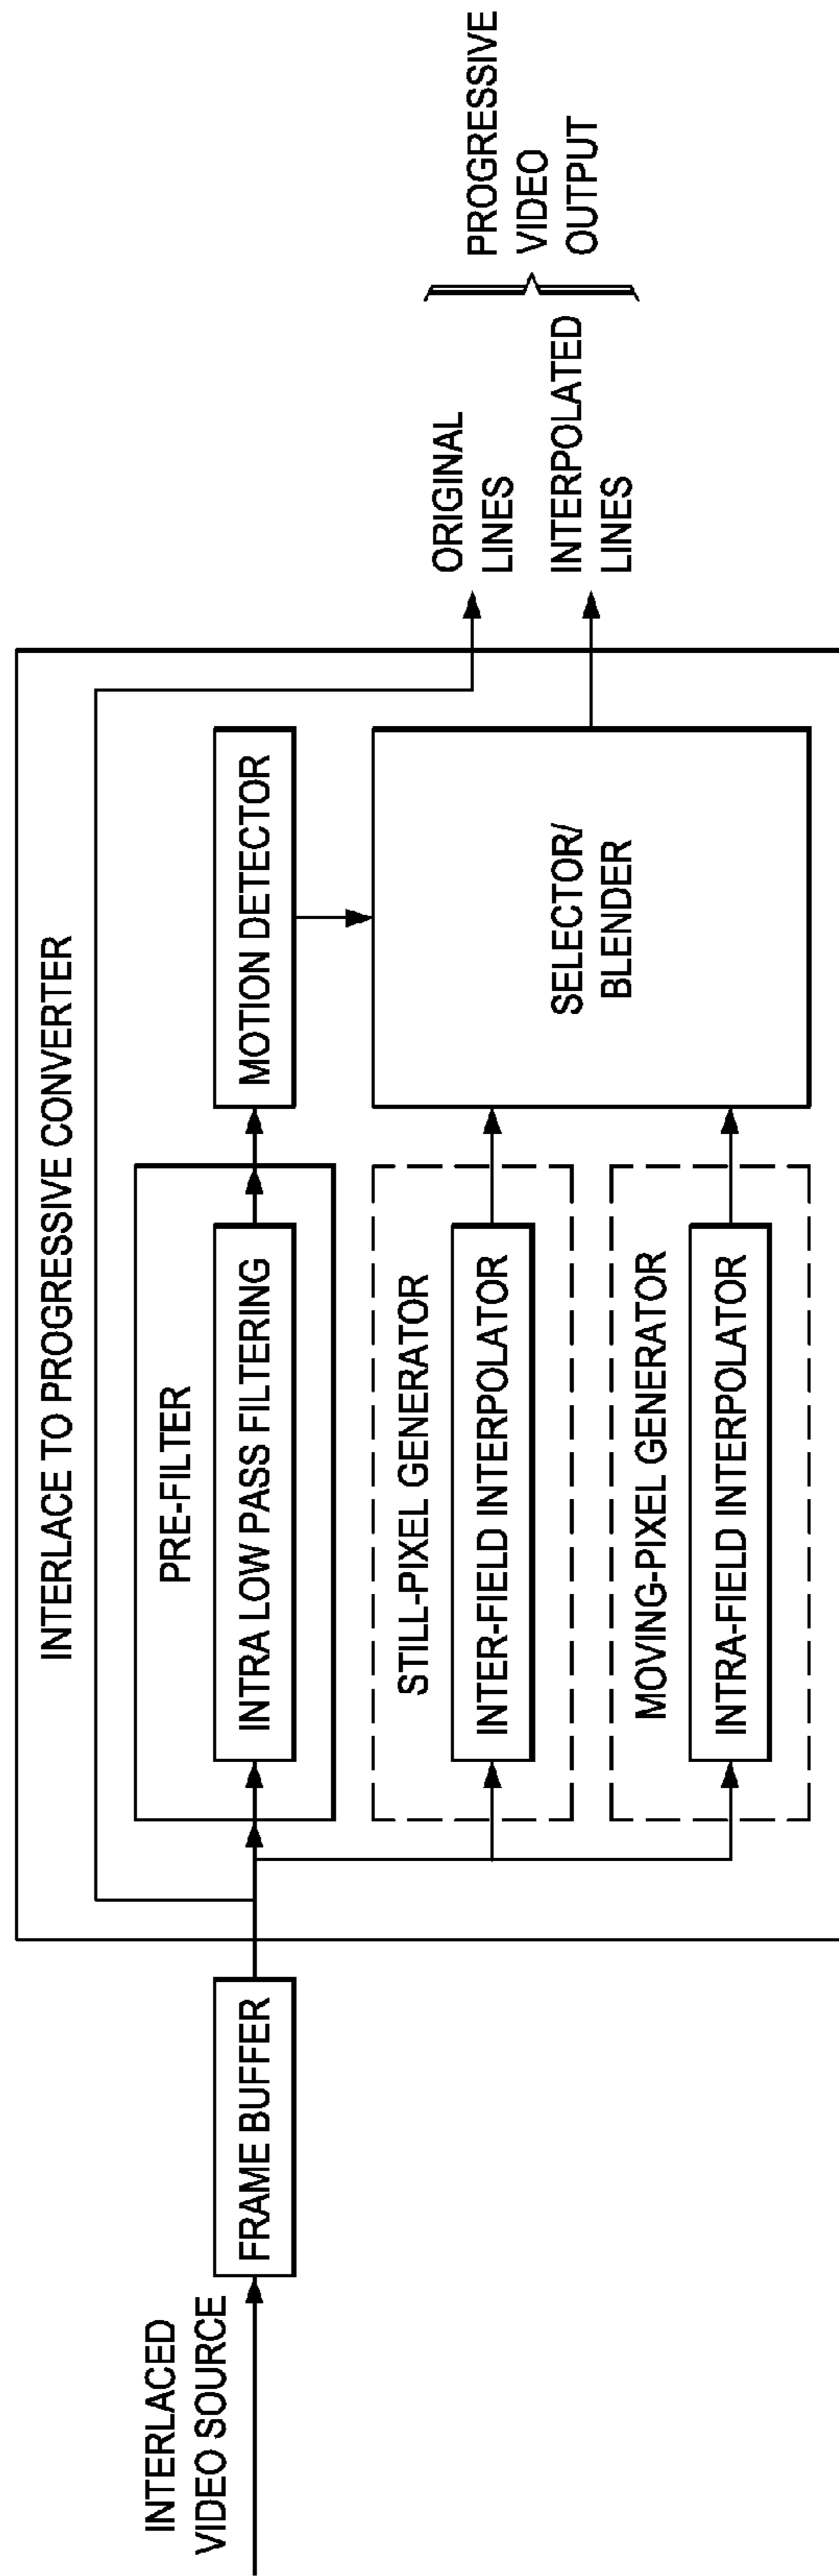 INTERLACED
VIDEO SOURCE
FRAME BUFFER
INTERLACE TO PROGRESSIVE CONVERTER
PRE-FILTER
INTRA LOW PASS FILTERING
MOTION DETECTOR
STILL-PIXEL GENERATOR
INTER-FIELD INTERPOLATOR
MOVING-PIXEL GENERATOR
INTRA-FIELD INTERPOLATOR
SELECTOR/
BLENDER
ORIGINAL
LINES
INTERPOLATED
LINES
PROGRESSIVE
VIDEO
OUTPUT